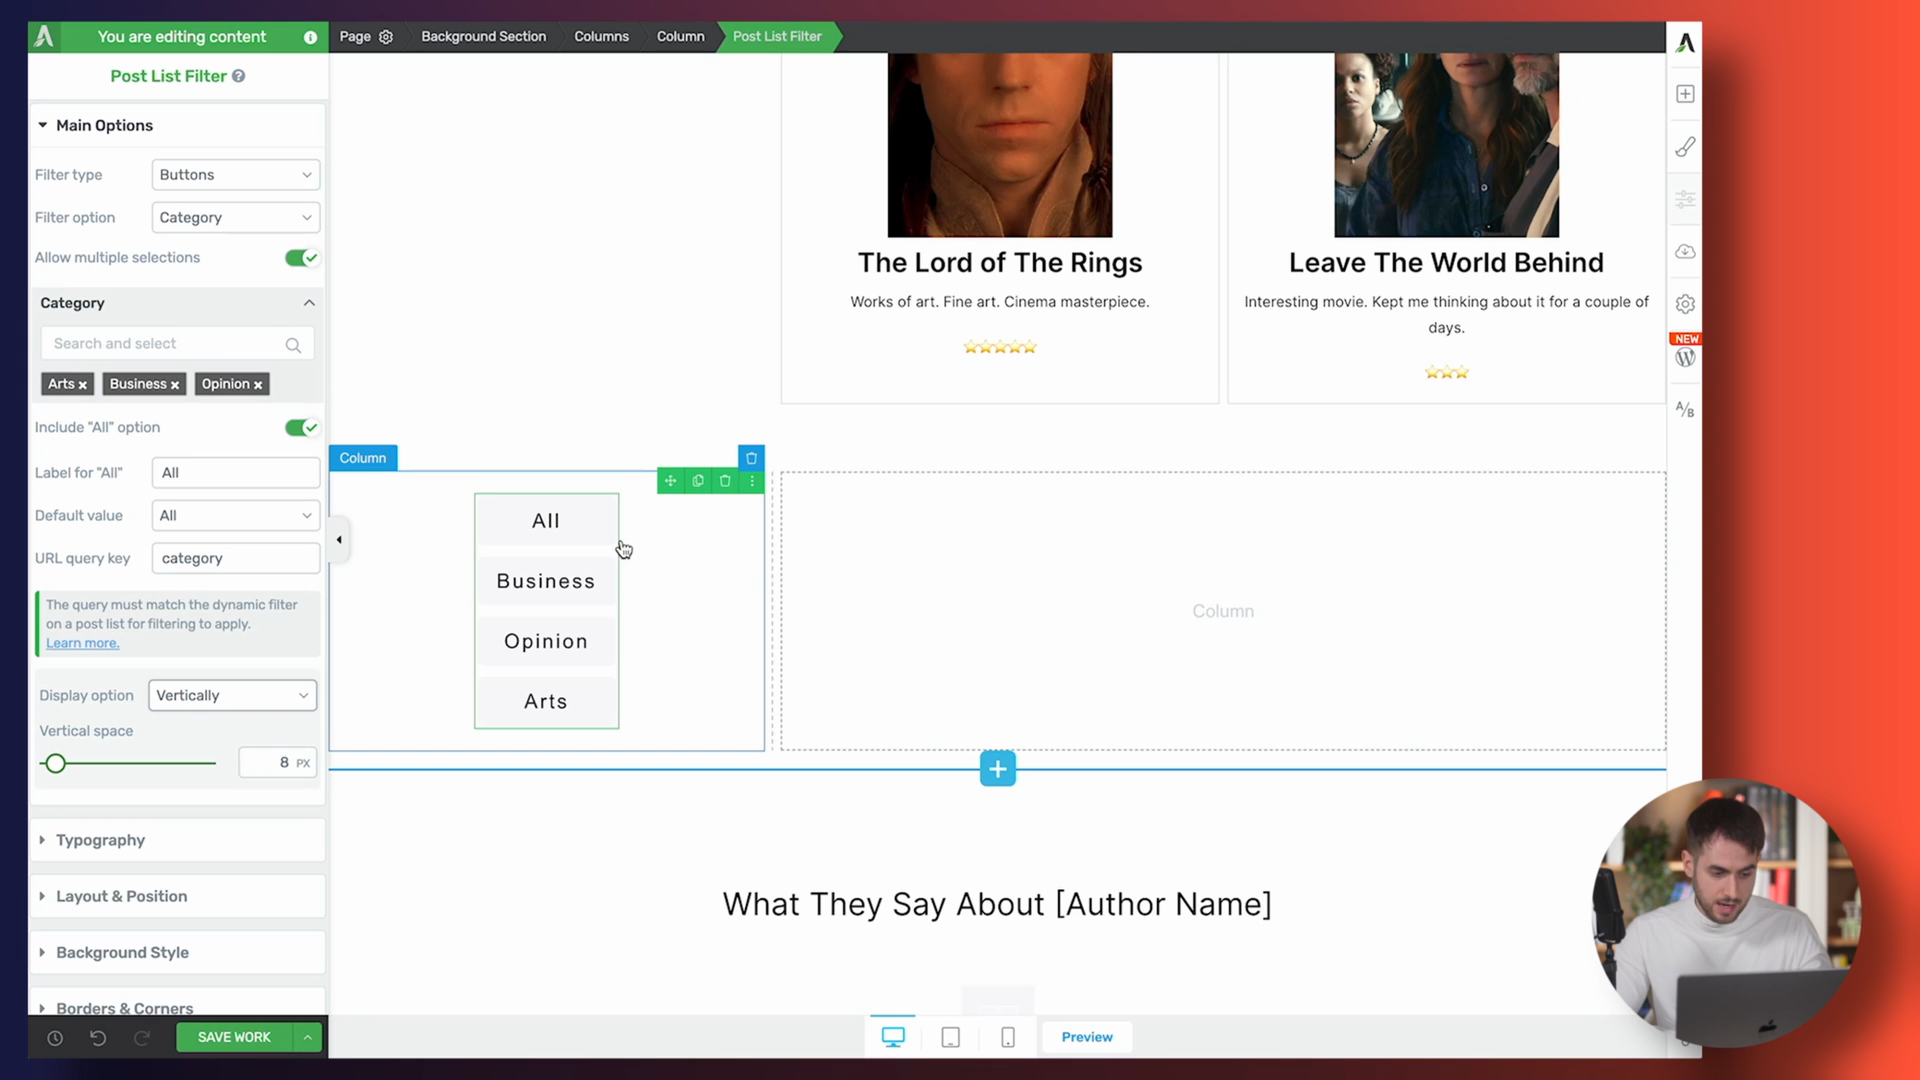 You are editing content
Page
Background Section
Columns
Column
Post List Filter
Post List Filter
Main Options
Filter type
Buttons
Filter option
Category
Allow multiple selections
Category
Search and select
Arts
Business
Opinion
Include "All" option
Label for "All"
All
Default value
All
URL query key
category
The query must match the dynamic filter
on a post list for filtering to apply.
Learn more.
Display option
Vertically
Vertical space
8 PX
Typography
Layout & Position
Background Style
Borders & Corners
SAVE WORK
The Lord of The Rings
Works of art. Fine art. Cinema masterpiece.
Leave The World Behind
Interesting movie. Kept me thinking about it for a couple of
days.
Column
All
Business
Opinion
Arts
Column
What They Say About [Author Name]
Preview
NEW
A/B